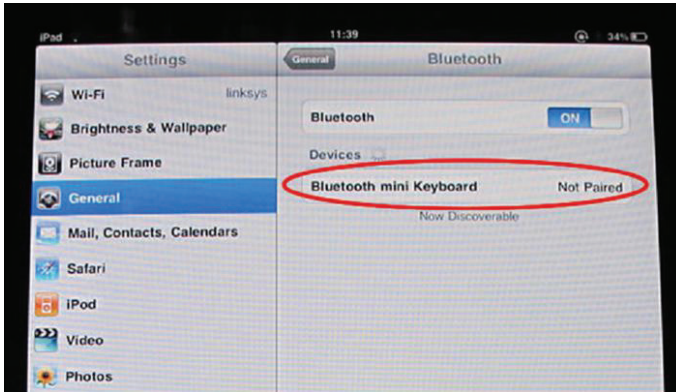 iPad
11:39
34%
Settings
General
Bluetooth
Wi-Fi
linksys
Brightness & Wallpaper
Picture Frame
General
Mail, Contacts, Calendars
Safari
iPod
Video
Photos
Bluetooth
ON
Devices
Bluetooth mini Keyboard
Not Paired
Now Discoverable